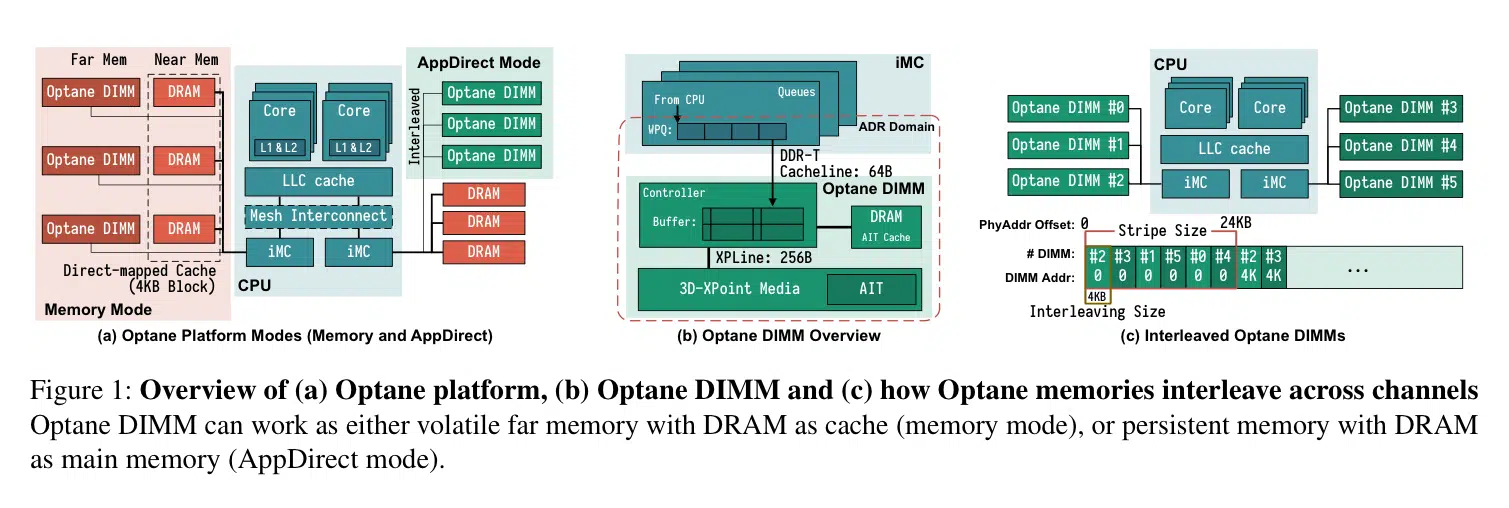 Far Mem
Near Mem
Optane DIMM
DRAM
Optane DIMM
DRAM
Optane DIMM
DRAM
Direct-mapped Cache
(4KB Block)
Memory Mode
Core
Core
L1&L2
L1&L2
LLC cache
Mesh Interconnect
iMC
iMC
CPU
AppDirect Mode
Interleaved
Optane DIMM
Optane DIMM
Optane DIMM
DRAM
DRAM
DRAM
(a) Optane Platform Modes (Memory and AppDirect)
iMC
Queues
From CPU
WPQ:
ADR Domain
DDR-T
Cacheline: 64B
Optane DIMM
Controller
Buffer:
DRAM
AIT Cache
XPLine: 256B
3D-XPoint Media
AIT
(b) Optane DIMM Overview
CPU
Optane DIMM #0
Optane DIMM #1
Optane DIMM #2
Core
Core
LLC cache
iMC
iMC
Optane DIMM #3
Optane DIMM #4
Optane DIMM #5
PhyAddr Offset: 0
24KB
Stripe Size
# DIMM: #2 #3 #1 #5 #0 #4 #2 #3
DIMM Addr: 0 0 0 0 0 0 4K 4K
...
4KB
Interleaving Size
(c) Interleaved Optane DIMMs
Figure 1: Overview of (a) Optane platform, (b) Optane DIMM and (c) how Optane memories interleave across channels
Optane DIMM can work as either volatile far memory with DRAM as cache (memory mode), or persistent memory with DRAM
as main memory (AppDirect mode).